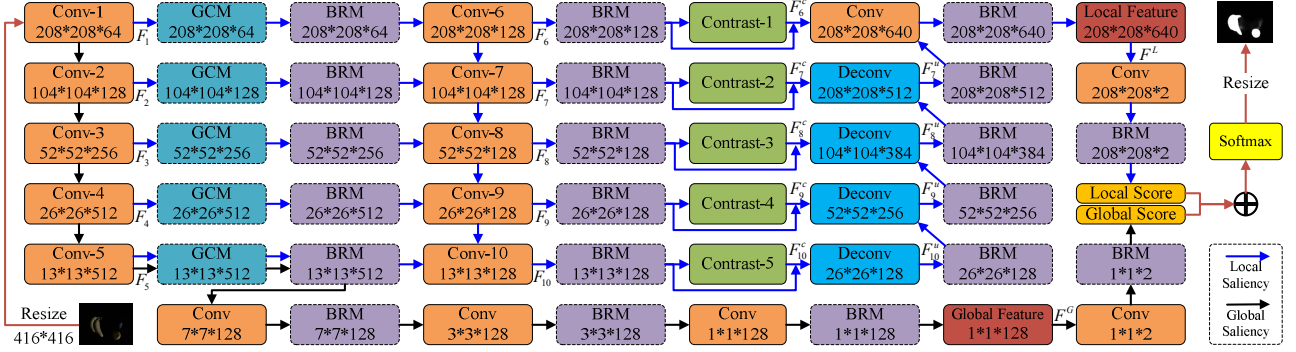 Conv-1
208*208*64
F1
GCM
208*208*64
BRM
208*208*64
Conv-6
208*208*128
F6
BRM
208*208*128
Contrast-1
F6^c
Conv
208*208*640
BRM
208*208*640
Local Feature
208*208*640
F^L
Conv-2
104*104*128
F2
GCM
104*104*128
BRM
104*104*128
Conv-7
104*104*128
F7
BRM
104*104*128
Contrast-2
F7^c
Deconv
208*208*512
F7^u
BRM
208*208*512
Conv
208*208*2
Resize
Conv-3
52*52*256
F3
GCM
52*52*256
BRM
52*52*256
Conv-8
52*52*128
F8
BRM
52*52*128
Contrast-3
F8^c
Deconv
104*104*384
F8^u
BRM
104*104*384
BRM
208*208*2
Softmax
Conv-4
26*26*512
F4
GCM
26*26*512
BRM
26*26*512
Conv-9
26*26*128
F9
BRM
26*26*128
Contrast-4
F9^c
Deconv
52*52*256
F9^u
BRM
52*52*256
Local Score
Global Score
Conv-5
13*13*512
F5
GCM
13*13*512
BRM
13*13*512
Conv-10
13*13*128
F10
BRM
13*13*128
Contrast-5
F10^c
Deconv
26*26*128
F10^u
BRM
26*26*128
BRM
1*1*2
Local
Saliency
Global
Saliency
Resize
416*416
Conv
7*7*128
BRM
7*7*128
Conv
3*3*128
BRM
3*3*128
Conv
1*1*128
BRM
1*1*128
Global Feature
1*1*128
F^G
Conv
1*1*2